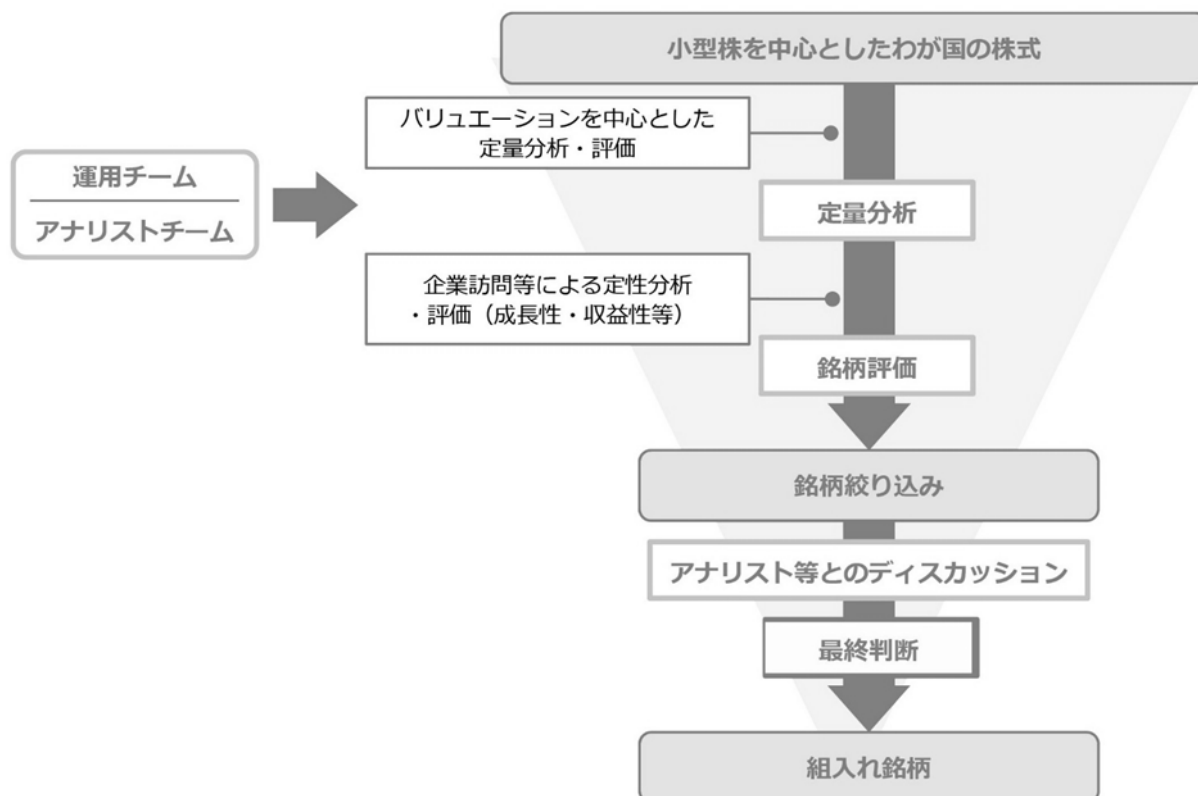 小型株を中心としたわが国の株式
バリュエーションを中心とした
定量分析・評価
運用チーム
アナリストチーム
定量分析
企業訪問等による定性分析
・評価（成長性・収益性等）
銘柄評価
銘柄絞り込み
アナリスト等とのディスカッション
最終判断
組入れ銘柄